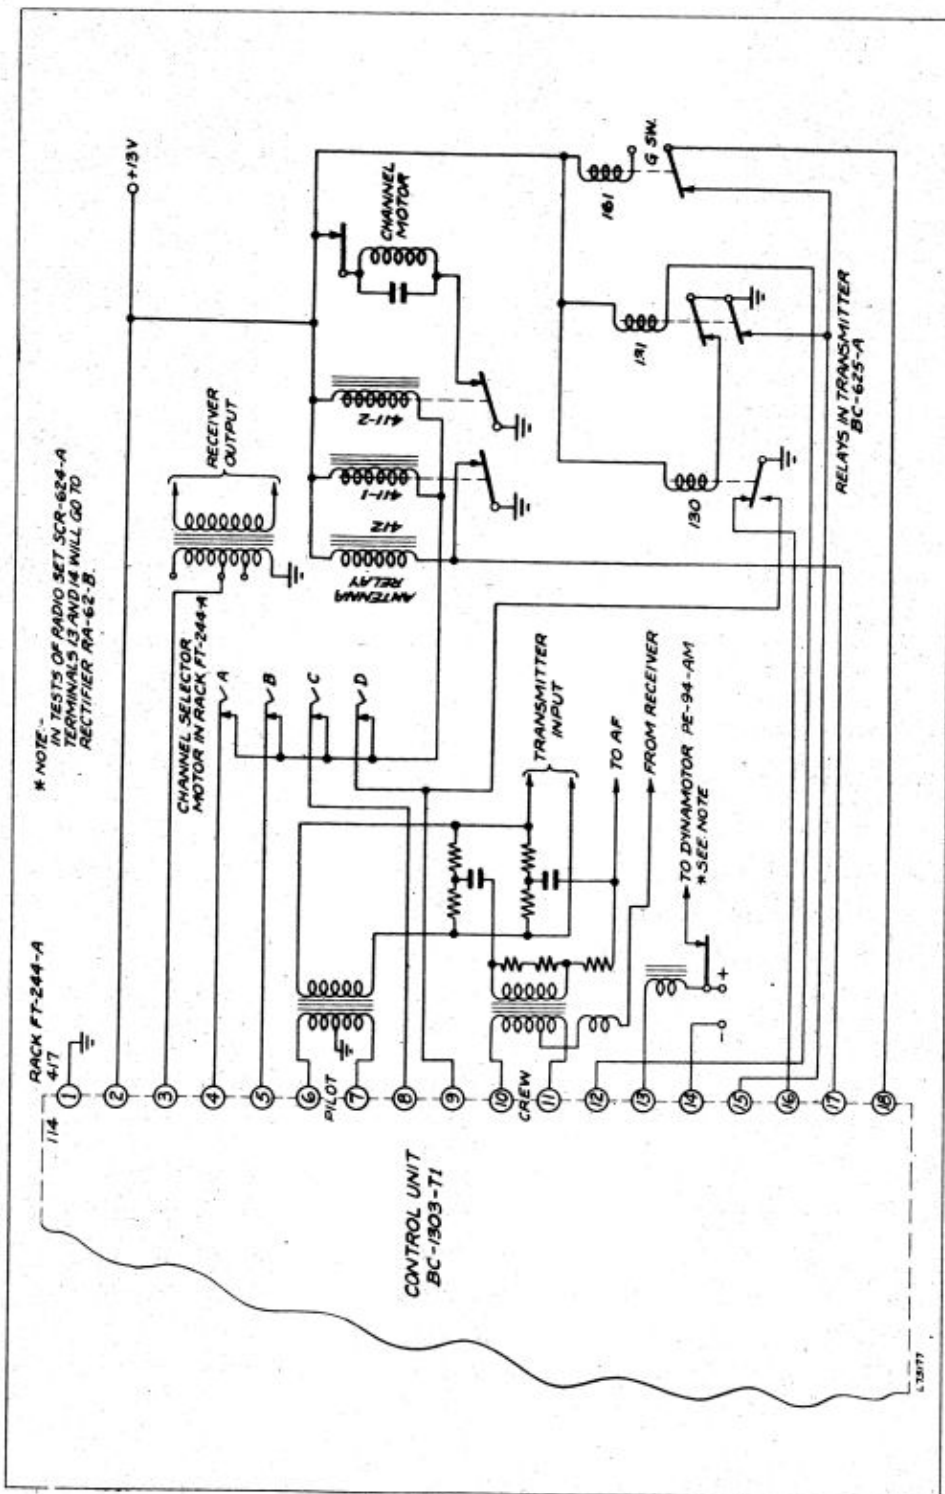 * NOTE:-
IN TESTS OF RADIO SET SCR-624-A
TERMINALS 13 AND 14 WILL GO TO
RECTIFIER RA-62-B.
RACK FT-244-A
417
114
1
2
3
4
5
6
PILOT
7
8
9
10
CREW
11
12
13
14
15
16
17
18
CONTROL UNIT
BC-1303-T1
+13V
RECEIVER
OUTPUT
CHANNEL SELECTOR
MOTOR IN RACK FT-244-A
A
B
C
D
CHANNEL
MOTOR
411-2
411-1
412
ANTENNA
RELAY
TRANSMITTER
INPUT
TO AF
FROM RECEIVER
TO DYNAMOTOR PE-94-AM
*SEE NOTE
+
-
161
G SW.
131
130
RELAYS IN TRANSMITTER
BC-625-A